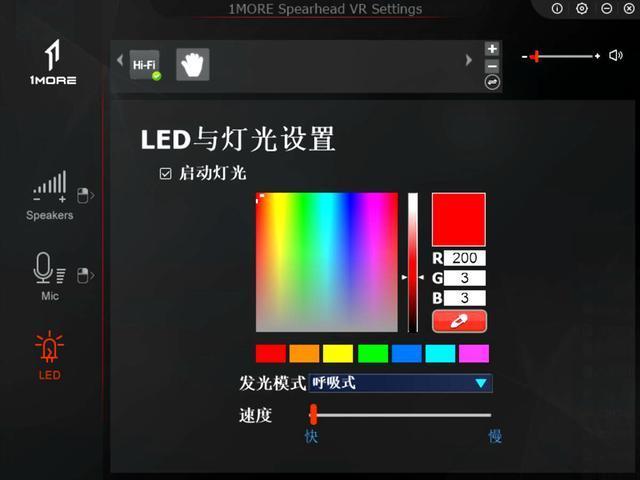 1MORE Spearhead VR Settings
1MORE
Hi-Fi
LED与灯光设置
启动灯光
Speakers
R 200
G 3
Mic
B 3
LED
发光模式 呼吸式
速度
快 慢